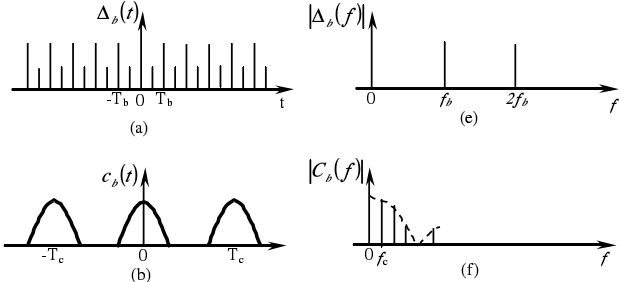 Δb(t)
-Tb 0 Tb t
(a)
|Δb(f)|
0 fb 2fb f
(e)
cb(t)
-Tc 0 Tc
(b)
|Cb(f)|
0 fc f
(f)